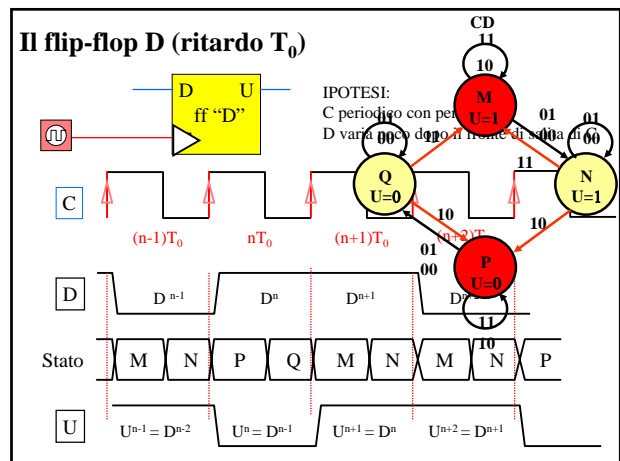 Il flip-flop D (ritardo T0)
CD
11
10
D U
ff “D”
IPOTESI:
C periodico con
D varia poco dopo il fronte di salita di C
M
U=1
01
00
01
00
01
00
11
11
Q
U=0
N
U=1
C
10
10
(n-1)T0 nT0 (n+1)T0 (n+2)T
01
00
P
U=0
D
D n-1 Dn Dn+1
11
10
Stato M N P Q M N M N P
U
Un-1 = Dn-2 Un = Dn-1 Un+1 = Dn Un+2 = Dn+1